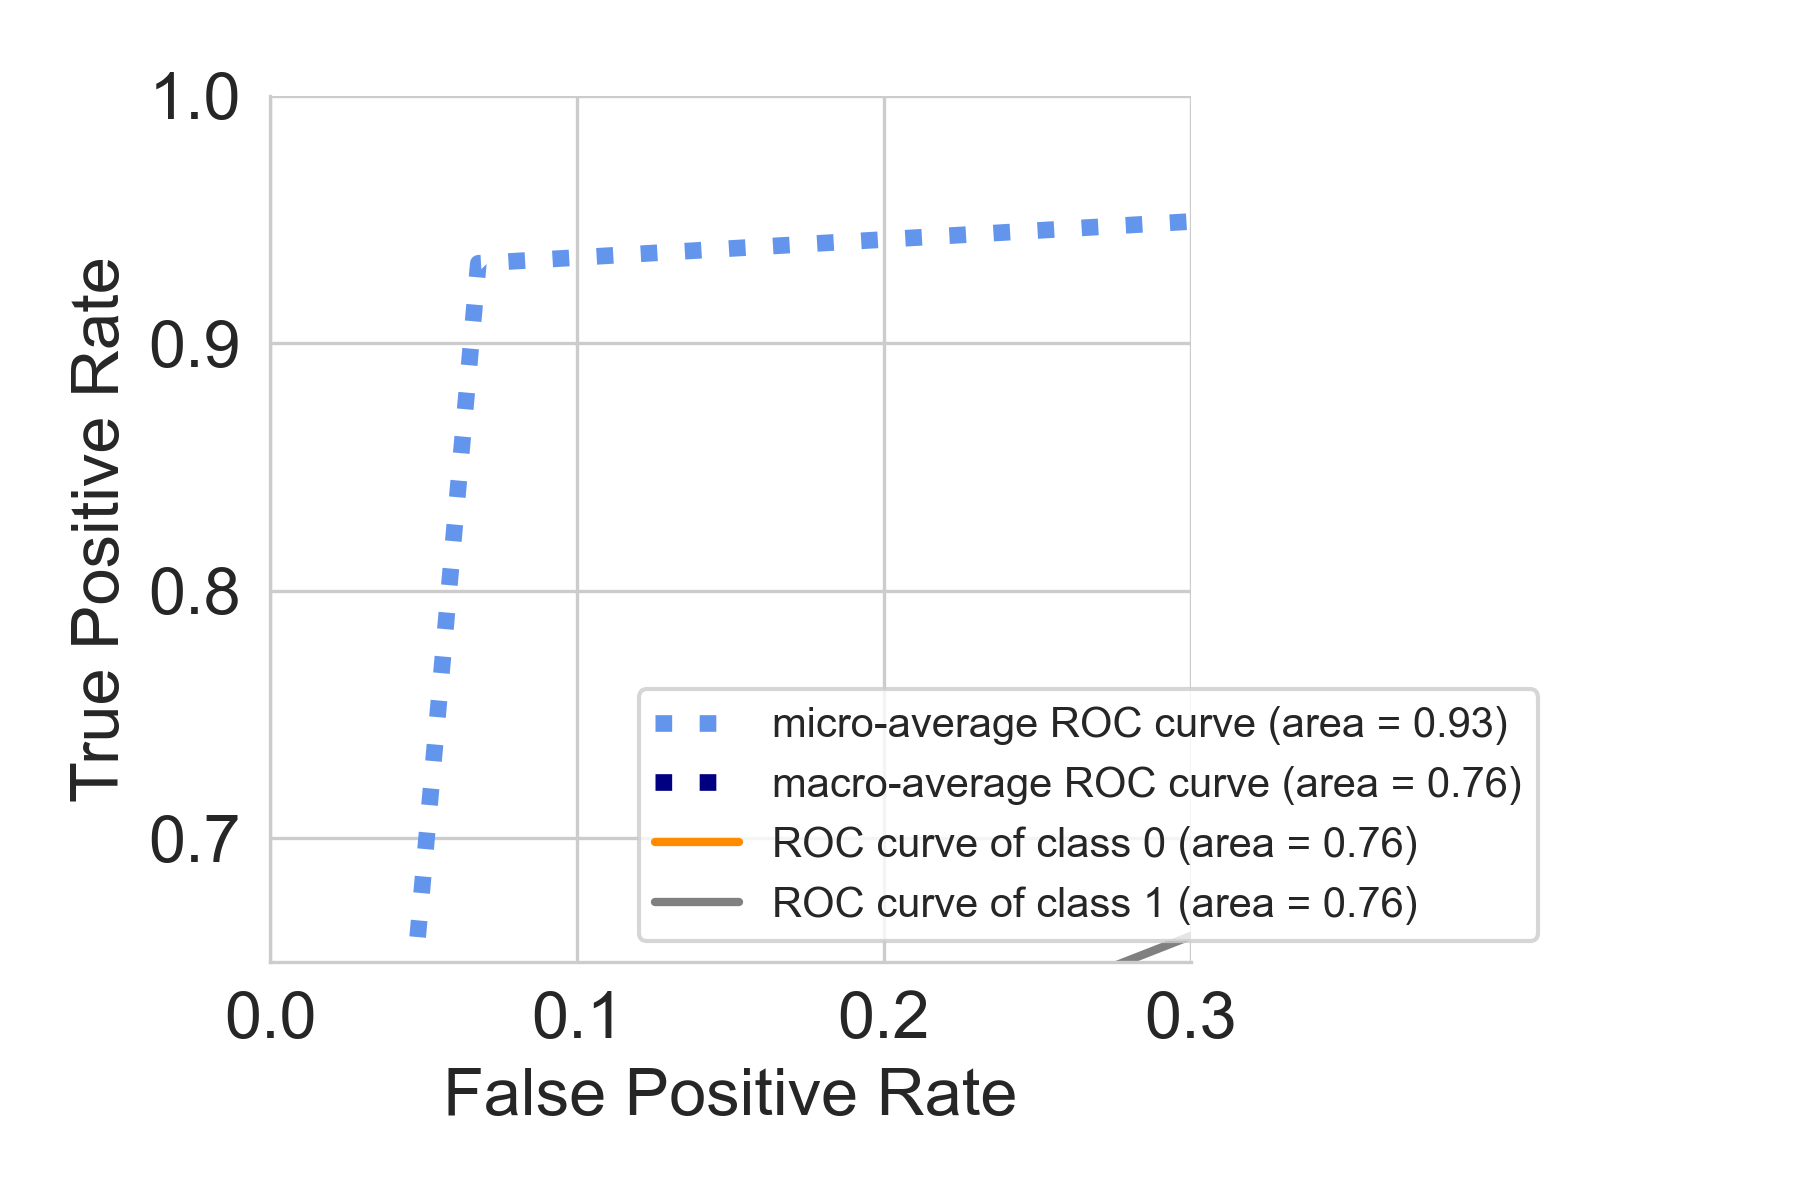 1.0
0.9
0.8
0.7
True Positive Rate
micro-average ROC curve (area = 0.93)
macro-average ROC curve (area = 0.76)
ROC curve of class 0 (area = 0.76)
ROC curve of class 1 (area = 0.76)
0.0 0.1 0.2 0.3
False Positive Rate